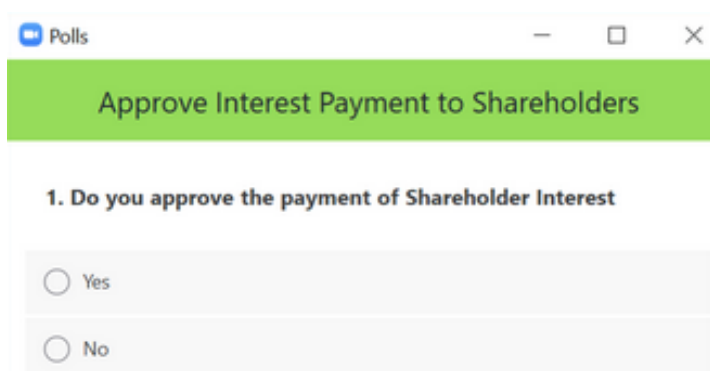 Polls
Approve Interest Payment to Shareholders
1. Do you approve the payment of Shareholder Interest
Yes
No